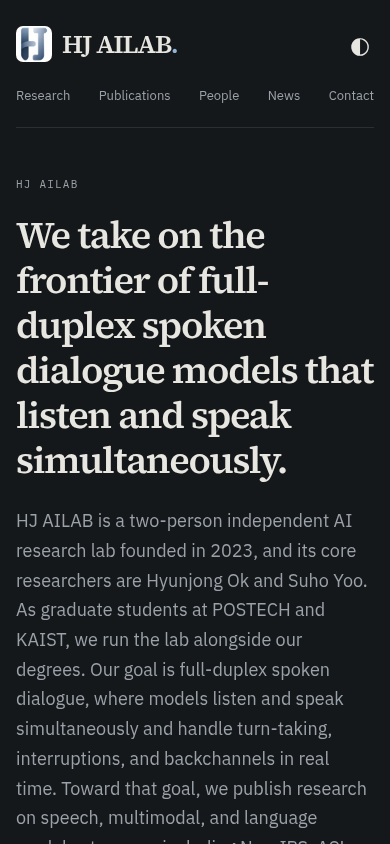 HJ AILAB.
Research Publications People News Contact
HJ AILAB
We take on the
frontier of full-
duplex spoken
dialogue models that
listen and speak
simultaneously.
HJ AILAB is a two-person independent AI
research lab founded in 2023, and its core
researchers are Hyunjong Ok and Suho Yoo.
As graduate students at POSTECH and
KAIST, we run the lab alongside our
degrees. Our goal is full-duplex spoken
dialogue, where models listen and speak
simultaneously and handle turn-taking,
interruptions, and backchannels in real
time. Toward that goal, we publish research
on speech, multimodal, and language